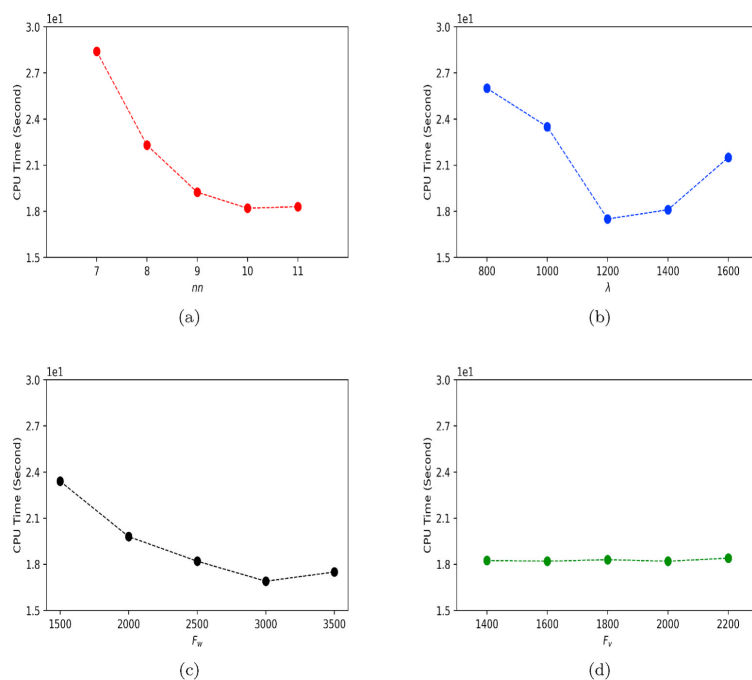 1e1
3.0
2.7
2.4
2.1
1.8
1.5
CPU Time (Second)
7 8 9 10 11
nn
(a)
1e1
3.0
2.7
2.4
2.1
1.8
1.5
CPU Time (Second)
800 1000 1200 1400 1600
λ
(b)
1e1
3.0
2.7
2.4
2.1
1.8
1.5
CPU Time (Second)
1500 2000 2500 3000 3500
F_w
(c)
1e1
3.0
2.7
2.4
2.1
1.8
1.5
CPU Time (Second)
1400 1600 1800 2000 2200
F_v
(d)